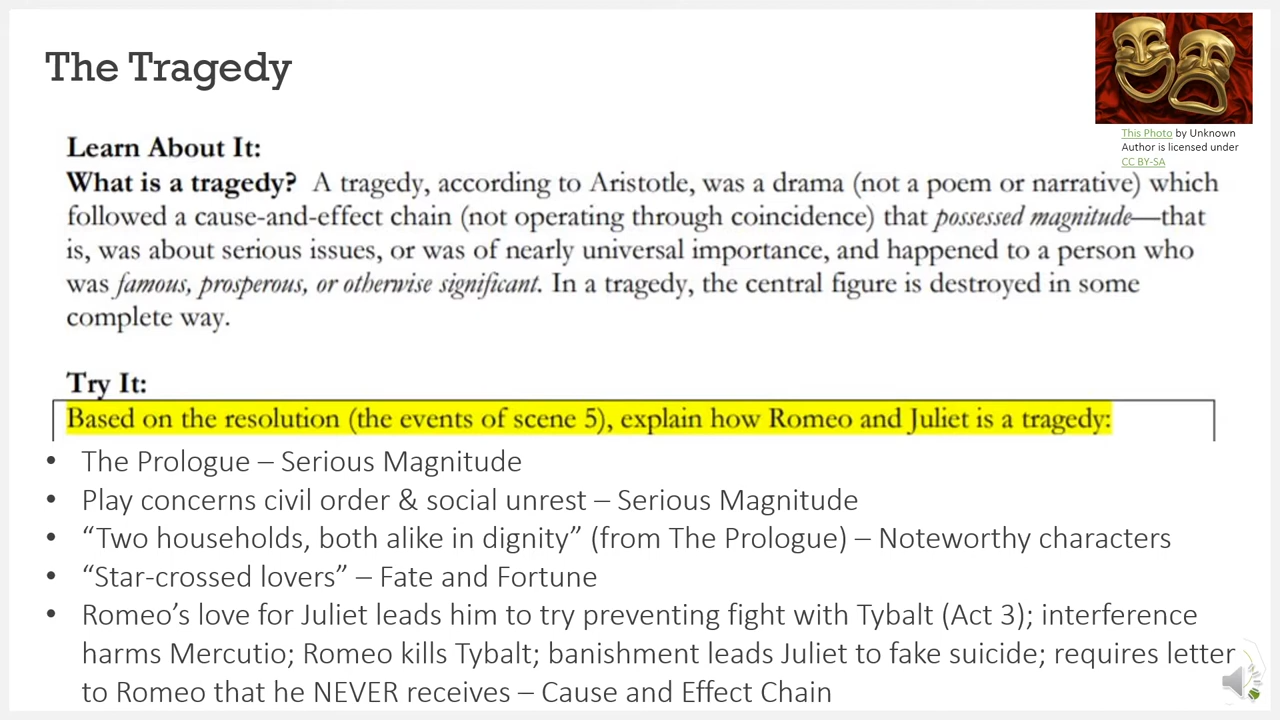 The Tragedy
This Photo by Unknown
Author is licensed under
CC BY-SA
Learn About It:
What is a tragedy? A tragedy, according to Aristotle, was a drama (not a poem or narrative) which
followed a cause-and-effect chain (not operating through coincidence) that possessed magnitude—that
is, was about serious issues, or was of nearly universal importance, and happened to a person who
was famous, prosperous, or otherwise significant. In a tragedy, the central figure is destroyed in some
complete way.
Try It:
Based on the resolution (the events of scene 5), explain how Romeo and Juliet is a tragedy:
• The Prologue – Serious Magnitude
• Play concerns civil order & social unrest – Serious Magnitude
• “Two households, both alike in dignity” (from The Prologue) – Noteworthy characters
• “Star-crossed lovers” – Fate and Fortune
• Romeo’s love for Juliet leads him to try preventing fight with Tybalt (Act 3); interference
harms Mercutio; Romeo kills Tybalt; banishment leads Juliet to fake suicide; requires letter
to Romeo that he NEVER receives – Cause and Effect Chain